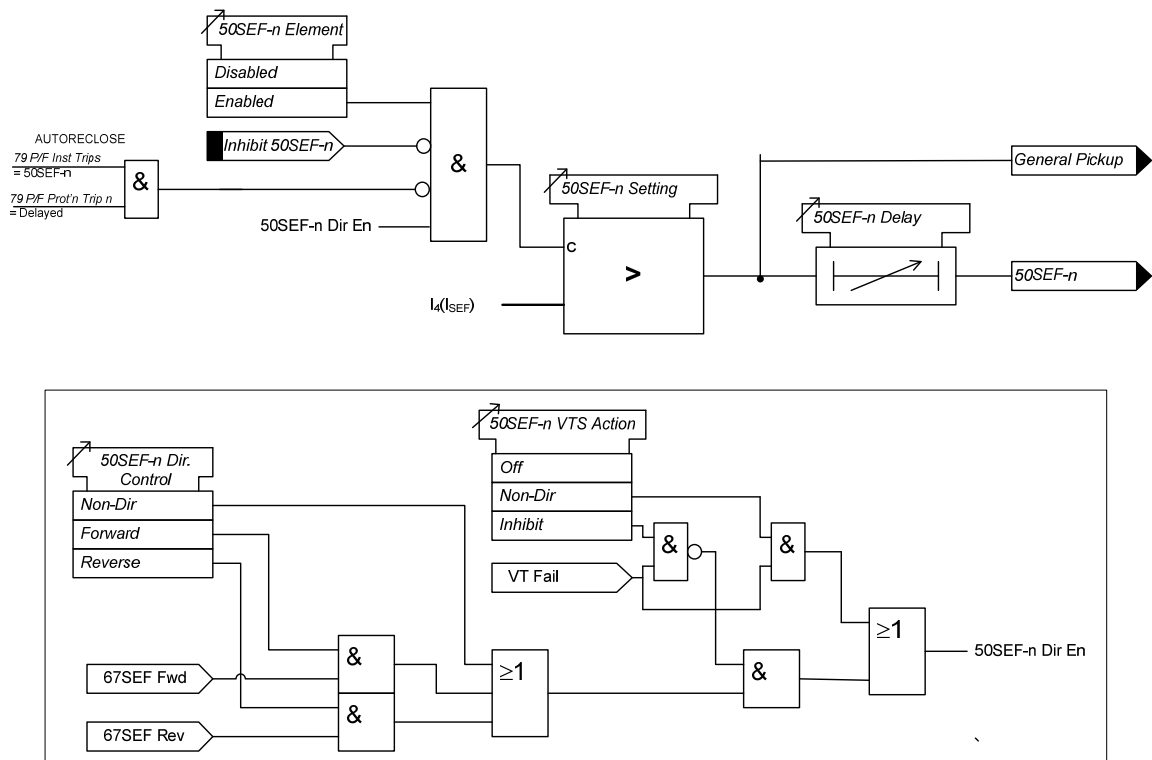 50SEF-n Element
Disabled
Enabled
AUTORECLOSE
79 P/F Inst Trips
= 50SEF-n
79 P/F Prot'n Trip n
= Delayed
&
Inhibit 50SEF-n
&
50SEF-n Dir En
50SEF-n Setting
c
>
I4(ISEF)
General Pickup
50SEF-n Delay
50SEF-n
50SEF-n Dir.
Control
Non-Dir
Forward
Reverse
50SEF-n VTS Action
Off
Non-Dir
Inhibit
&
&
VT Fail
67SEF Fwd
67SEF Rev
&
&
≥1
&
≥1
50SEF-n Dir En